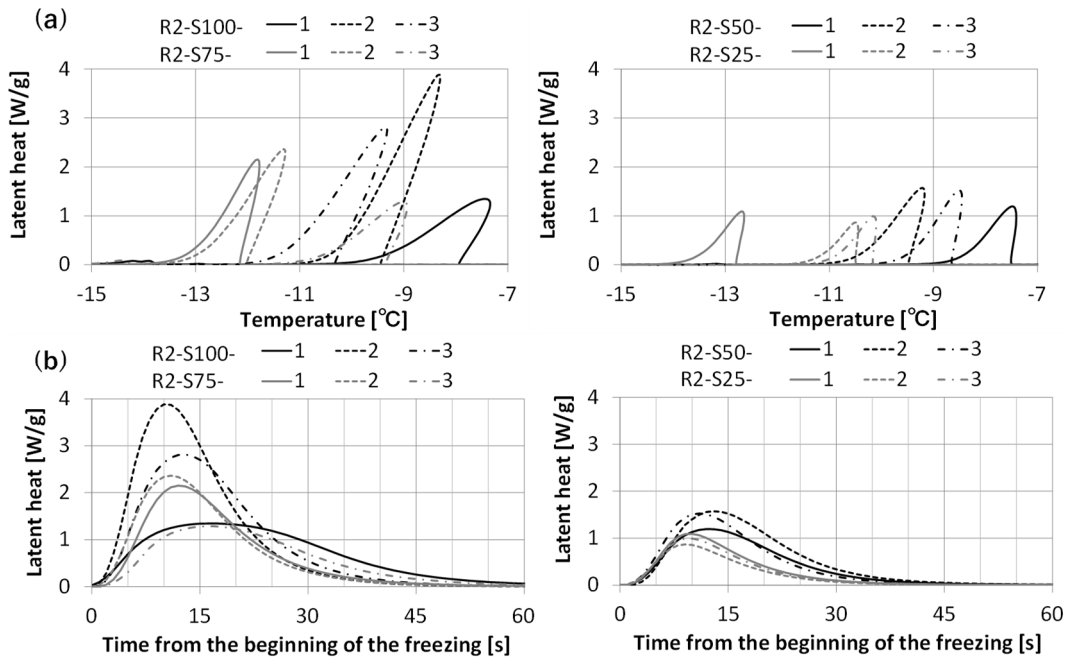 (a)
R2-S100- 1 2 3
R2-S75- 1 2 3
Latent heat [W/g]
4
3
2
1
0
-15 -13 -11 -9 -7
Temperature [℃]
R2-S50- 1 2 3
R2-S25- 1 2 3
Latent heat [W/g]
4
3
2
1
0
-15 -13 -11 -9 -7
Temperature [℃]
(b)
R2-S100- 1 2 3
R2-S75- 1 2 3
Latent heat [W/g]
4
3
2
1
0
0 15 30 45 60
Time from the beginning of the freezing [s]
R2-S50- 1 2 3
R2-S25- 1 2 3
Latent heat [W/g]
4
3
2
1
0
0 15 30 45 60
Time from the beginning of the freezing [s]